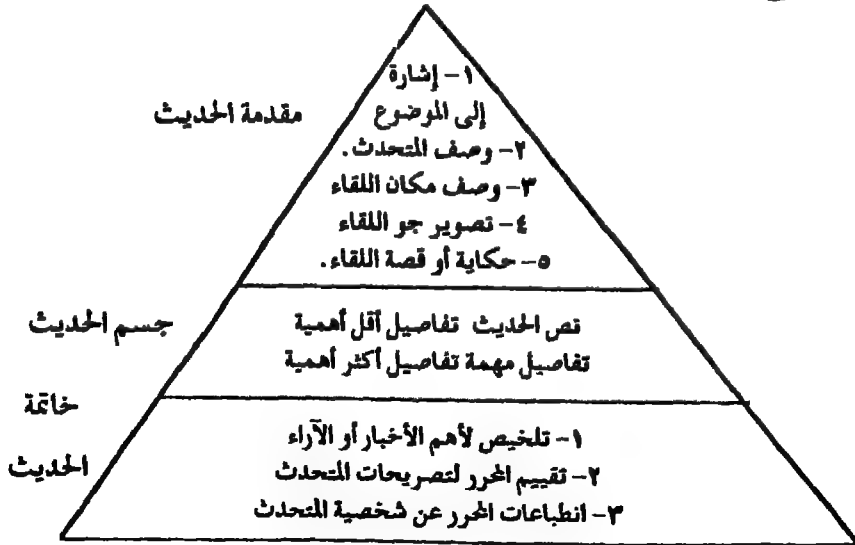 ١- إشارة
إلى الموضوع
مقدمة الحديث
٢- وصف المتحدث.
٣- وصف مكان اللقاء
٤- تصوير جو اللقاء
٥- حكاية أو قصة اللقاء.
جسم الحديث
نص الحديث تفاصيل أقل أهمية
تفاصيل مهمة تفاصيل أكثر أهمية
خاتمة
الحديث
١- تلخيص لأهم الأخبار أو الآراء
٢- تقييم المحرر لتصريحات المتحدث
٣- انطباعات المحرر عن شخصية المتحدث